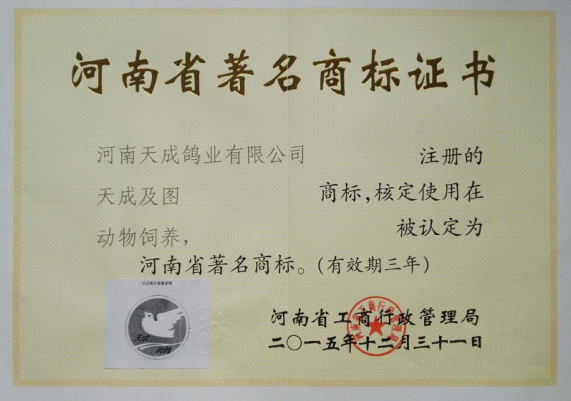 河南省著名商标证书
河南天成鸽业有限公司 注册的
天成及图 商标,核定使用在
动物饲养, 被认定为
河南省著名商标。(有效期三年)
天成
河南省工商行政管理局
二〇一五年十二月三十一日